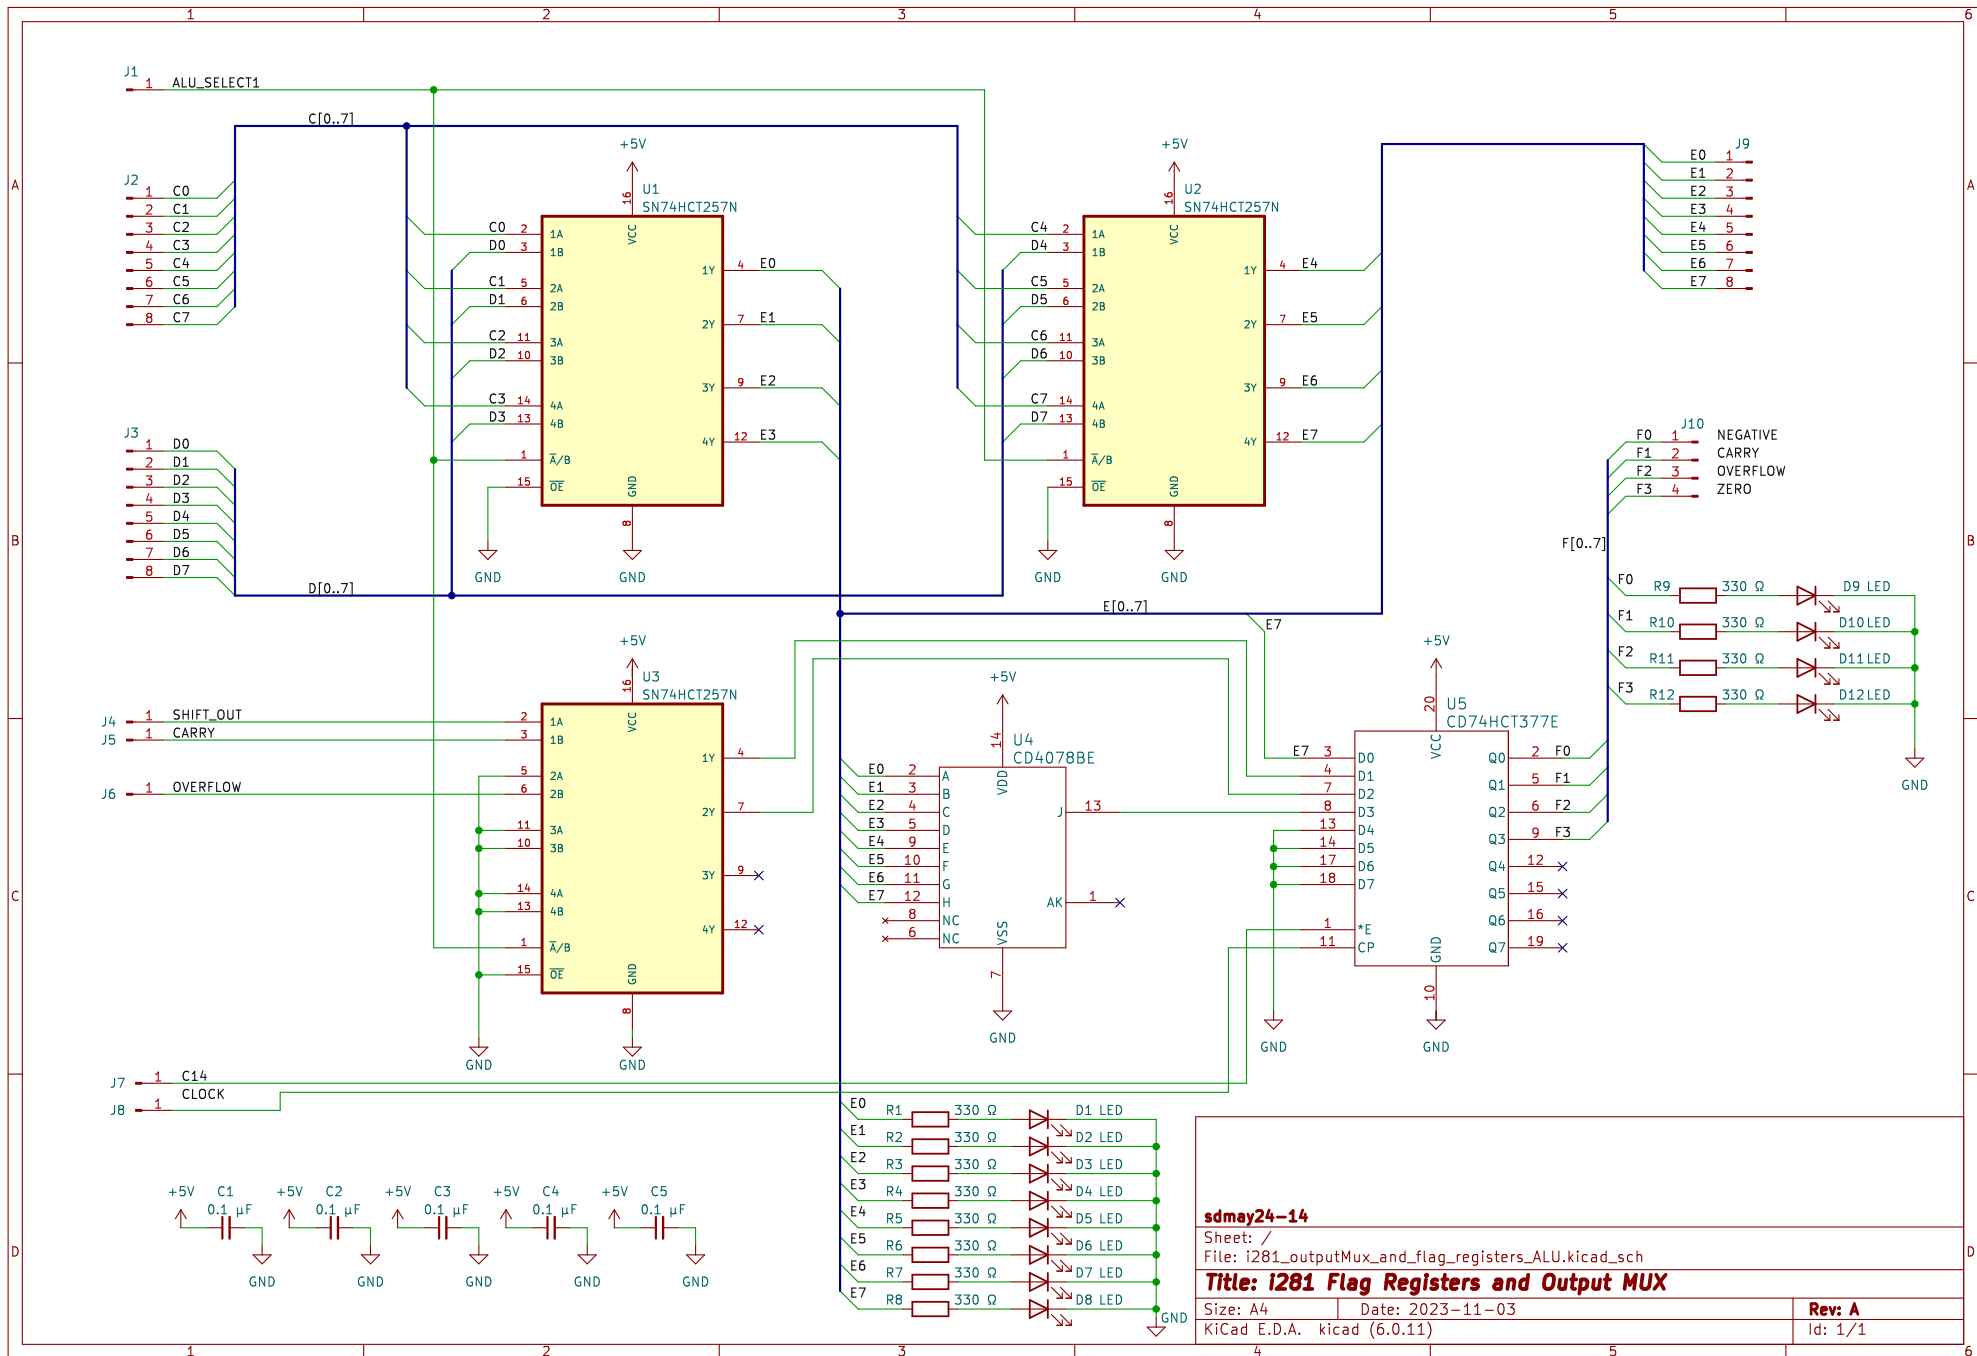 1 2 3 4 5 6
A A
B B
C C
D D
J1
1 ALU_SELECT1
C[0..7]
J2
1 C0
2 C1
3 C2
4 C3
5 C4
6 C5
7 C6
8 C7
J3
1 D0
2 D1
3 D2
4 D3
5 D4
6 D5
7 D6
8 D7
D[0..7]
+5V
16
U1
SN74HCT257N
VCC
C0 2 1A
D0 3 1B
1Y 4 E0
C1 5 2A
D1 6 2B
2Y 7 E1
C2 11 3A
D2 10 3B
3Y 9 E2
C3 14 4A
D3 13 4B
4Y 12 E3
1 A/B
15 OE
GND
8
GND
GND
+5V
16
U2
SN74HCT257N
VCC
C4 2 1A
D4 3 1B
1Y 4 E4
C5 5 2A
D5 6 2B
2Y 7 E5
C6 11 3A
D6 10 3B
3Y 9 E6
C7 14 4A
D7 13 4B
4Y 12 E7
1 A/B
15 OE
GND
8
GND
GND
E[0..7]
E7
J9
E0 1
E1 2
E2 3
E3 4
E4 5
E5 6
E6 7
E7 8
J10
F0 1 NEGATIVE
F1 2 CARRY
F2 3 OVERFLOW
F3 4 ZERO
F[0..7]
F0 R9 330 Ω D9 LED
F1 R10 330 Ω D10 LED
F2 R11 330 Ω D11 LED
F3 R12 330 Ω D12 LED
GND
J4 1 SHIFT_OUT
J5 1 CARRY
J6 1 OVERFLOW
+5V
16
U3
SN74HCT257N
VCC
2 1A
3 1B
1Y 4
5 2A
6 2B
2Y 7
11 3A
10 3B
3Y 9
14 4A
13 4B
4Y 12
1 A/B
15 OE
GND
8
GND
GND
+5V
14
U4
CD4078BE
VDD
E0 2 A
E1 3 B
E2 4 C
E3 5 D
E4 9 E
E5 10 F
E6 11 G
E7 12 H
8 NC
6 NC
J 13
AK 1
VSS
7
GND
+5V
20
U5
CD74HCT377E
VCC
E7 3 D0
4 D1
7 D2
8 D3
13 D4
14 D5
17 D6
18 D7
1 *E
11 CP
Q0 2 F0
Q1 5 F1
Q2 6 F2
Q3 9 F3
Q4 12
Q5 15
Q6 16
Q7 19
GND
10
GND
GND
J7 1 C14
J8 1 CLOCK
E0 R1 330 Ω D1 LED
E1 R2 330 Ω D2 LED
E2 R3 330 Ω D3 LED
E3 R4 330 Ω D4 LED
E4 R5 330 Ω D5 LED
E5 R6 330 Ω D6 LED
E6 R7 330 Ω D7 LED
E7 R8 330 Ω D8 LED
GND
+5V C1 0.1 µF GND
+5V C2 0.1 µF GND
+5V C3 0.1 µF GND
+5V C4 0.1 µF GND
+5V C5 0.1 µF GND
sdmay24-14
Sheet: /
File: i281_outputMux_and_flag_registers_ALU.kicad_sch
Title: i281 Flag Registers and Output MUX
Size: A4 Date: 2023-11-03 Rev: A
KiCad E.D.A. kicad (6.0.11) Id: 1/1
1 2 3 4 5 6